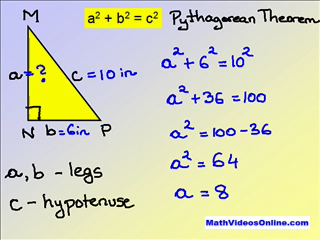 M
a² + b² = c²
Pythagorean Theorem
a = ?
c = 10 in
N
b = 6 in
P
a² + 6² = 10²
a² + 36 = 100
a² = 100 - 36
a² = 64
a = 8
a, b - legs
c - hypotenuse
MathVideosOnline.com